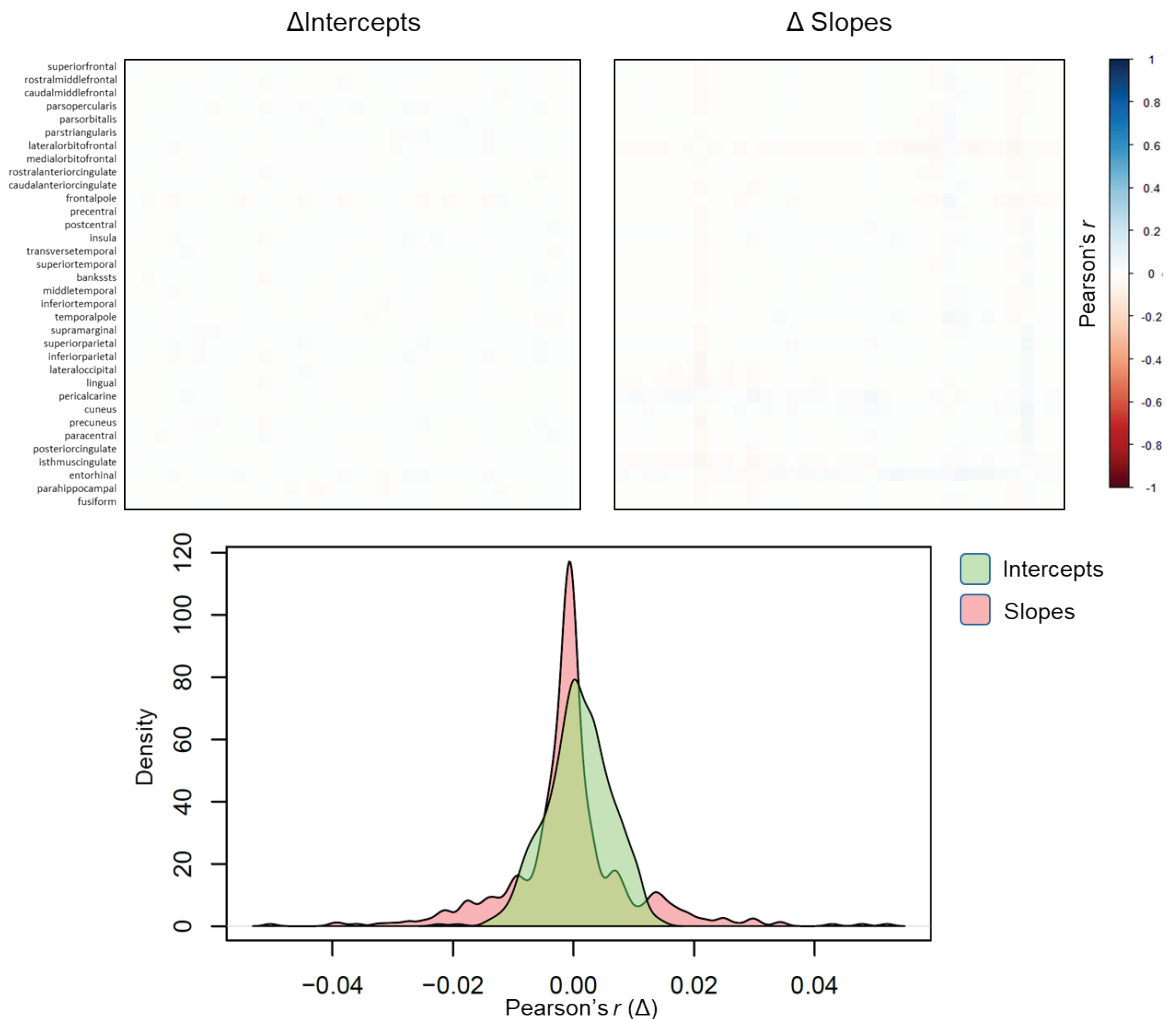 ΔIntercepts
Δ Slopes
superiorfrontal
rostralmiddlefrontal
caudalmiddlefrontal
parsopercularis
parsorbitalis
parstriangularis
lateralorbitofrontal
medialorbitofrontal
rostralanteriorcingulate
caudalanteriorcingulate
frontalpole
precentral
postcentral
insula
transversetemporal
superiortemporal
bankssts
middletemporal
inferiortemporal
temporalpole
supramarginal
superiorparietal
inferiorparietal
lateraloccipital
lingual
pericalcarine
cuneus
precuneus
paracentral
posteriorcingulate
isthmuscingulate
entorhinal
parahippocampal
fusiform
1
0.8
0.6
0.4
0.2
0
-0.2
-0.4
-0.6
-0.8
-1
Pearson's r
120
100
80
60
40
20
0
Density
−0.04
−0.02
0.00
0.02
0.04
Pearson's r (Δ)
Intercepts
Slopes